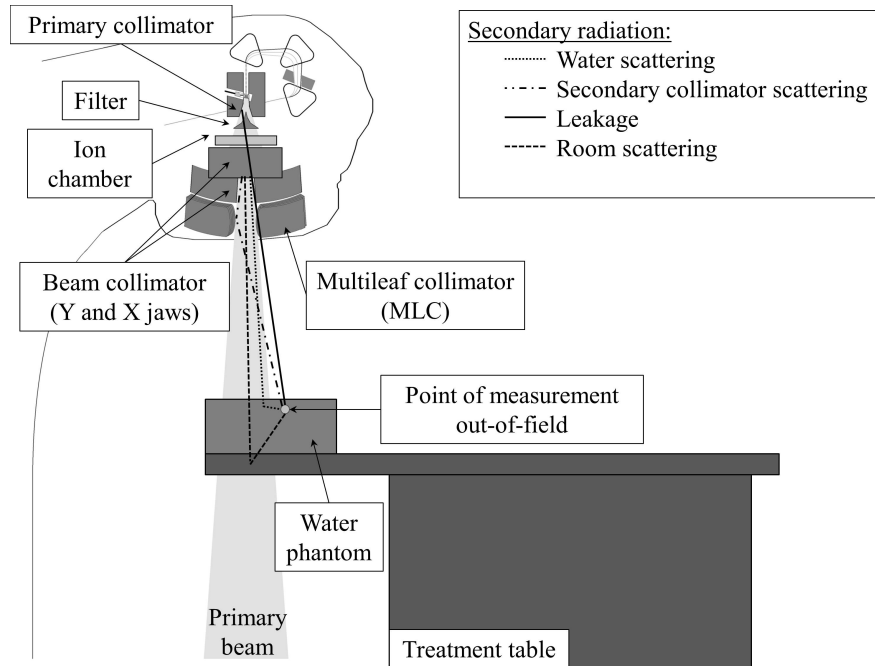 Primary collimator
Filter
Ion
chamber
Beam collimator
(Y and X jaws)
Multileaf collimator
(MLC)
Secondary radiation:
Water scattering
Secondary collimator scattering
Leakage
Room scattering
Point of measurement
out-of-field
Water
phantom
Primary
beam
Treatment table